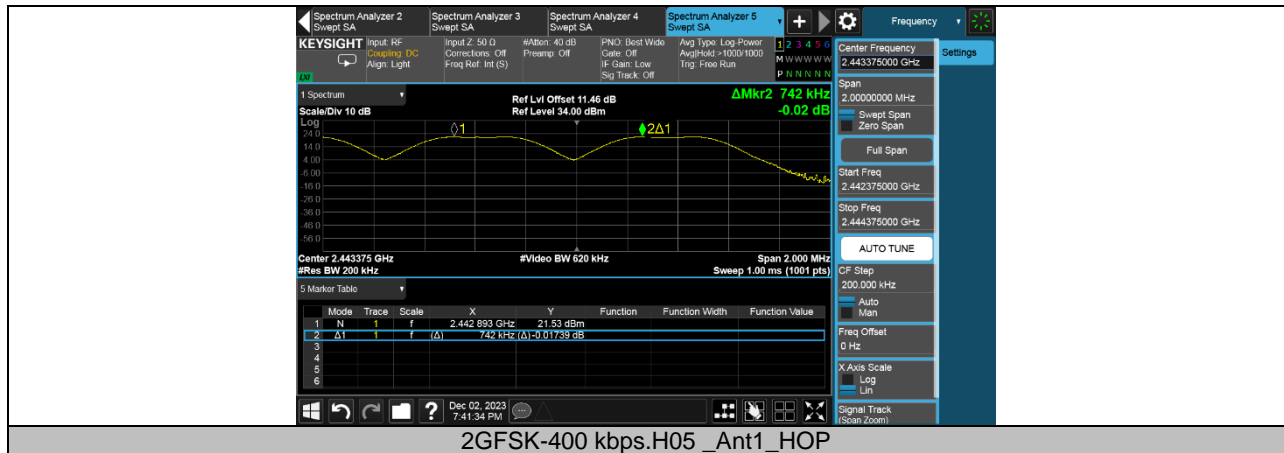 Spectrum Analyzer 2
Swept SA
Spectrum Analyzer 3
Swept SA
Spectrum Analyzer 4
Swept SA
Spectrum Analyzer 5
Swept SA
+
Frequency
KEYSIGHT
Input: RF
Coupling: DC
Align: Light
Input Z: 50 Ω
Corrections: Off
Freq Ref: Int (S)
#Atten: 40 dB
Preamp: Off
PNO: Best Wide
Gate: Off
IF Gain: Low
Sig Track: Off
Avg Type: Log-Power
Avg|Hold:>1000/1000
Trig: Free Run
1 2 3 4 5 6
M W W W W W
P N N N N N
LXI
Center Frequency
2.443375000 GHz
Settings
Span
2.00000000 MHz
Swept Span
Zero Span
Full Span
Start Freq
2.442375000 GHz
Stop Freq
2.444375000 GHz
AUTO TUNE
CF Step
200.000 kHz
Auto
Man
Freq Offset
0 Hz
X Axis Scale
Log
Lin
Signal Track
(Span Zoom)
1 Spectrum
Scale/Div 10 dB
Ref Lvl Offset 11.46 dB
Ref Level 34.00 dBm
ΔMkr2 742 kHz
-0.02 dB
Log
24.0
14.0
4.00
-6.00
-16.0
-26.0
-36.0
-46.0
-56.0
1
2Δ1
Center 2.443375 GHz
#Res BW 200 kHz
#Video BW 620 kHz
Span 2.000 MHz
Sweep 1.00 ms (1001 pts)
5 Marker Table
Mode Trace Scale X Y Function Function Width Function Value
1 N 1 f 2.442 893 GHz 21.53 dBm
2 Δ1 1 f (Δ) 742 kHz (Δ) -0.01739 dB
3
4
5
6
?
Dec 02, 2023
7:41:34 PM
2GFSK-400 kbps.H05 _Ant1_HOP